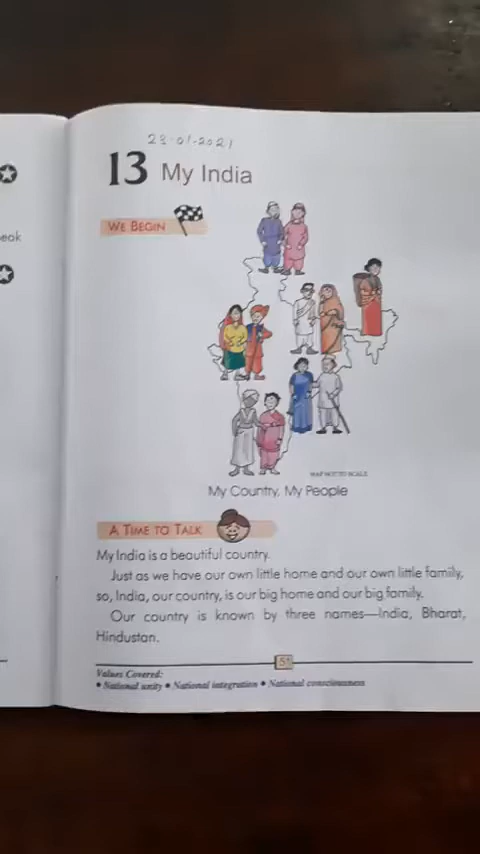 eak
28-01-2021
13 My India
WE BEGIN
MAP NOT TO SCALE
My Country, My People
A TIME TO TALK
My India is a beautiful country.
Just as we have our own little home and our own little family,
so, India, our country, is our big home and our big family.
Our country is known by three names—India, Bharat,
Hindustan.
51
Values Covered:
• National unity • National integration • National consciousness